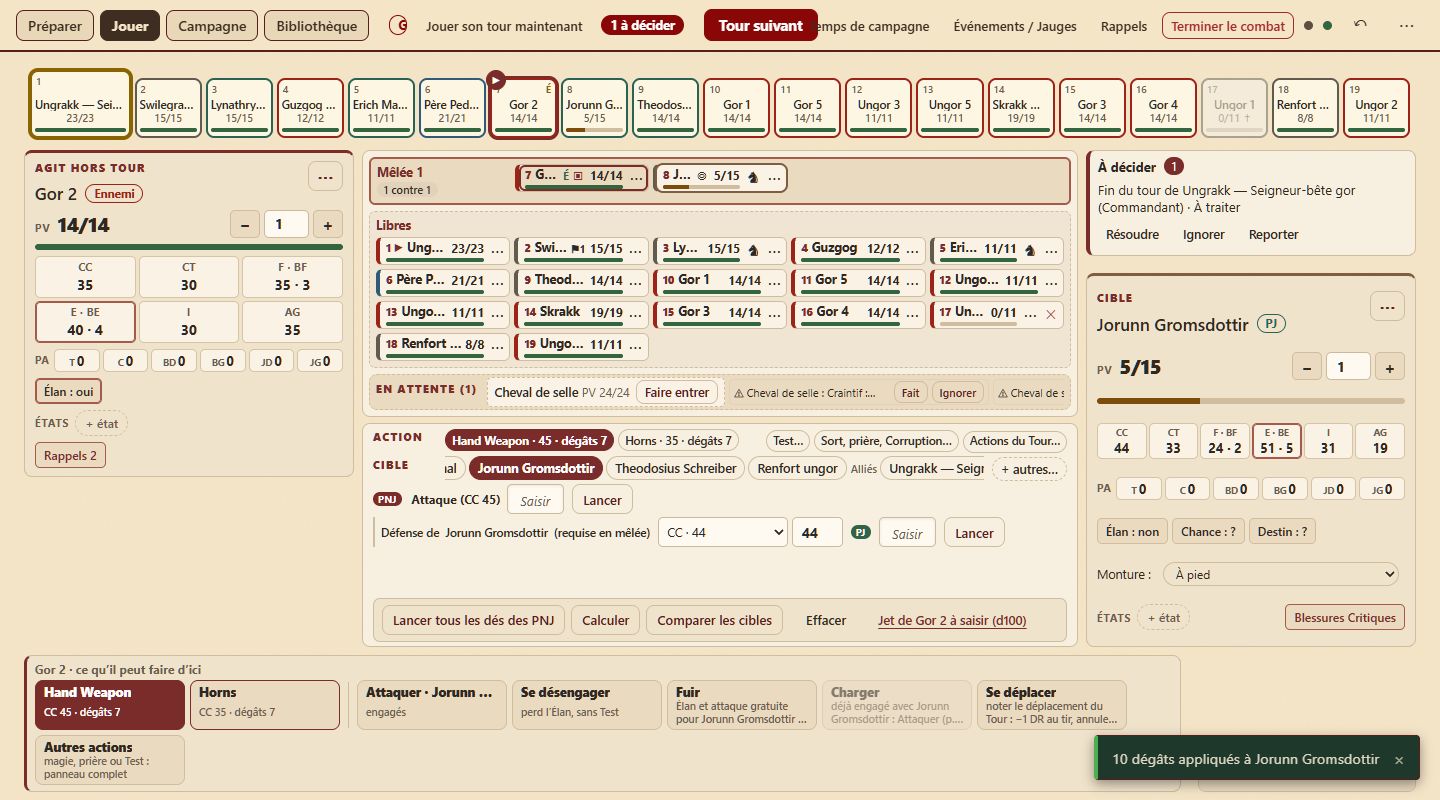 Préparer Jouer Campagne Bibliothèque Jouer son tour maintenant 1 à décider Tour suivant emps de campagne Événements / Jauges Rappels Terminer le combat ...
1 Ungrakk — Sei... 23/23
2 Swilegra... 15/15
3 Lynathry... 15/15
4 Guzgog ... 12/12
5 Erich Ma... 11/11
6 Père Ped... 21/21
É Gor 2 14/14
8 Jorunn G... 5/15
9 Theodos... 14/14
10 Gor 1 14/14
11 Gor 5 14/14
12 Ungor 3 11/11
13 Ungor 5 11/11
14 Skrakk ... 19/19
15 Gor 3 14/14
16 Gor 4 14/14
17 Ungor 1 0/11 †
18 Renfort ... 8/8
19 Ungor 2 11/11
AGIT HORS TOUR
...
Gor 2 Ennemi
PV 14/14 – 1 +
CC 35
CT 30
F · BF 35 · 3
E · BE 40 · 4
I 30
AG 35
PA T 0 C 0 BD 0 BG 0 JD 0 JG 0
Élan : oui
ÉTATS + état
Rappels 2
Mêlée 1
1 contre 1
7 G... É 14/14 ...
8 J... 5/15 ...
Libres
1 Ung... 23/23 ...
2 Swi... 1 15/15 ...
3 Ly... 15/15 ...
4 Guzgog 12/12 ...
5 Eri... 11/11 ...
6 Père P... 21/21 ...
9 Theod... 14/14 ...
10 Gor 1 14/14 ...
11 Gor 5 14/14 ...
12 Ungo... 11/11 ...
13 Ungo... 11/11 ...
14 Skrakk 19/19 ...
15 Gor 3 14/14 ...
16 Gor 4 14/14 ...
17 Un... 0/11 ... ×
18 Renfort ... 8/8 ...
19 Ungo... 11/11 ...
EN ATTENTE (1) Cheval de selle PV 24/24 Faire entrer ⚠ Cheval de selle : Craintif :... Fait Ignorer ⚠ Cheval de s
ACTION Hand Weapon · 45 · dégâts 7 Horns · 35 · dégâts 7 Test... Sort, prière, Corruption... Actions du Tour...
CIBLE al Jorunn Gromsdottir Theodosius Schreiber Renfort ungor Alliés Ungrakk — Seigr + autres...
PNJ Attaque (CC 45) Saisir Lancer
Défense de Jorunn Gromsdottir (requise en mêlée) CC · 44 44 PJ Saisir Lancer
Lancer tous les dés des PNJ Calculer Comparer les cibles Effacer Jet de Gor 2 à saisir (d100)
À décider 1
Fin du tour de Ungrakk — Seigneur-bête gor
(Commandant) · À traiter
Résoudre Ignorer Reporter
CIBLE
...
Jorunn Gromsdottir PJ
PV 5/15 – 1 +
CC 44
CT 33
F · BF 24 · 2
E · BE 51 · 5
I 31
AG 19
PA T 0 C 0 BD 0 BG 0 JD 0 JG 0
Élan : non Chance : ? Destin : ?
Monture : À pied
ÉTATS + état Blessures Critiques
Gor 2 · ce qu’il peut faire d’ici
Hand Weapon
CC 45 · dégâts 7
Horns
CC 35 · dégâts 7
Attaquer · Jorunn ...
engagés
Se désengager
perd l’Élan, sans Test
Fuir
Élan et attaque gratuite
pour Jorunn Gromsdottir ...
Charger
déjà engagé avec Jorunn
Gromsdottir : Attaquer (p....
Se déplacer
noter le déplacement du
Tour : −1 DR au tir, annule...
Autres actions
magie, prière ou Test :
panneau complet
10 dégâts appliqués à Jorunn Gromsdottir ×